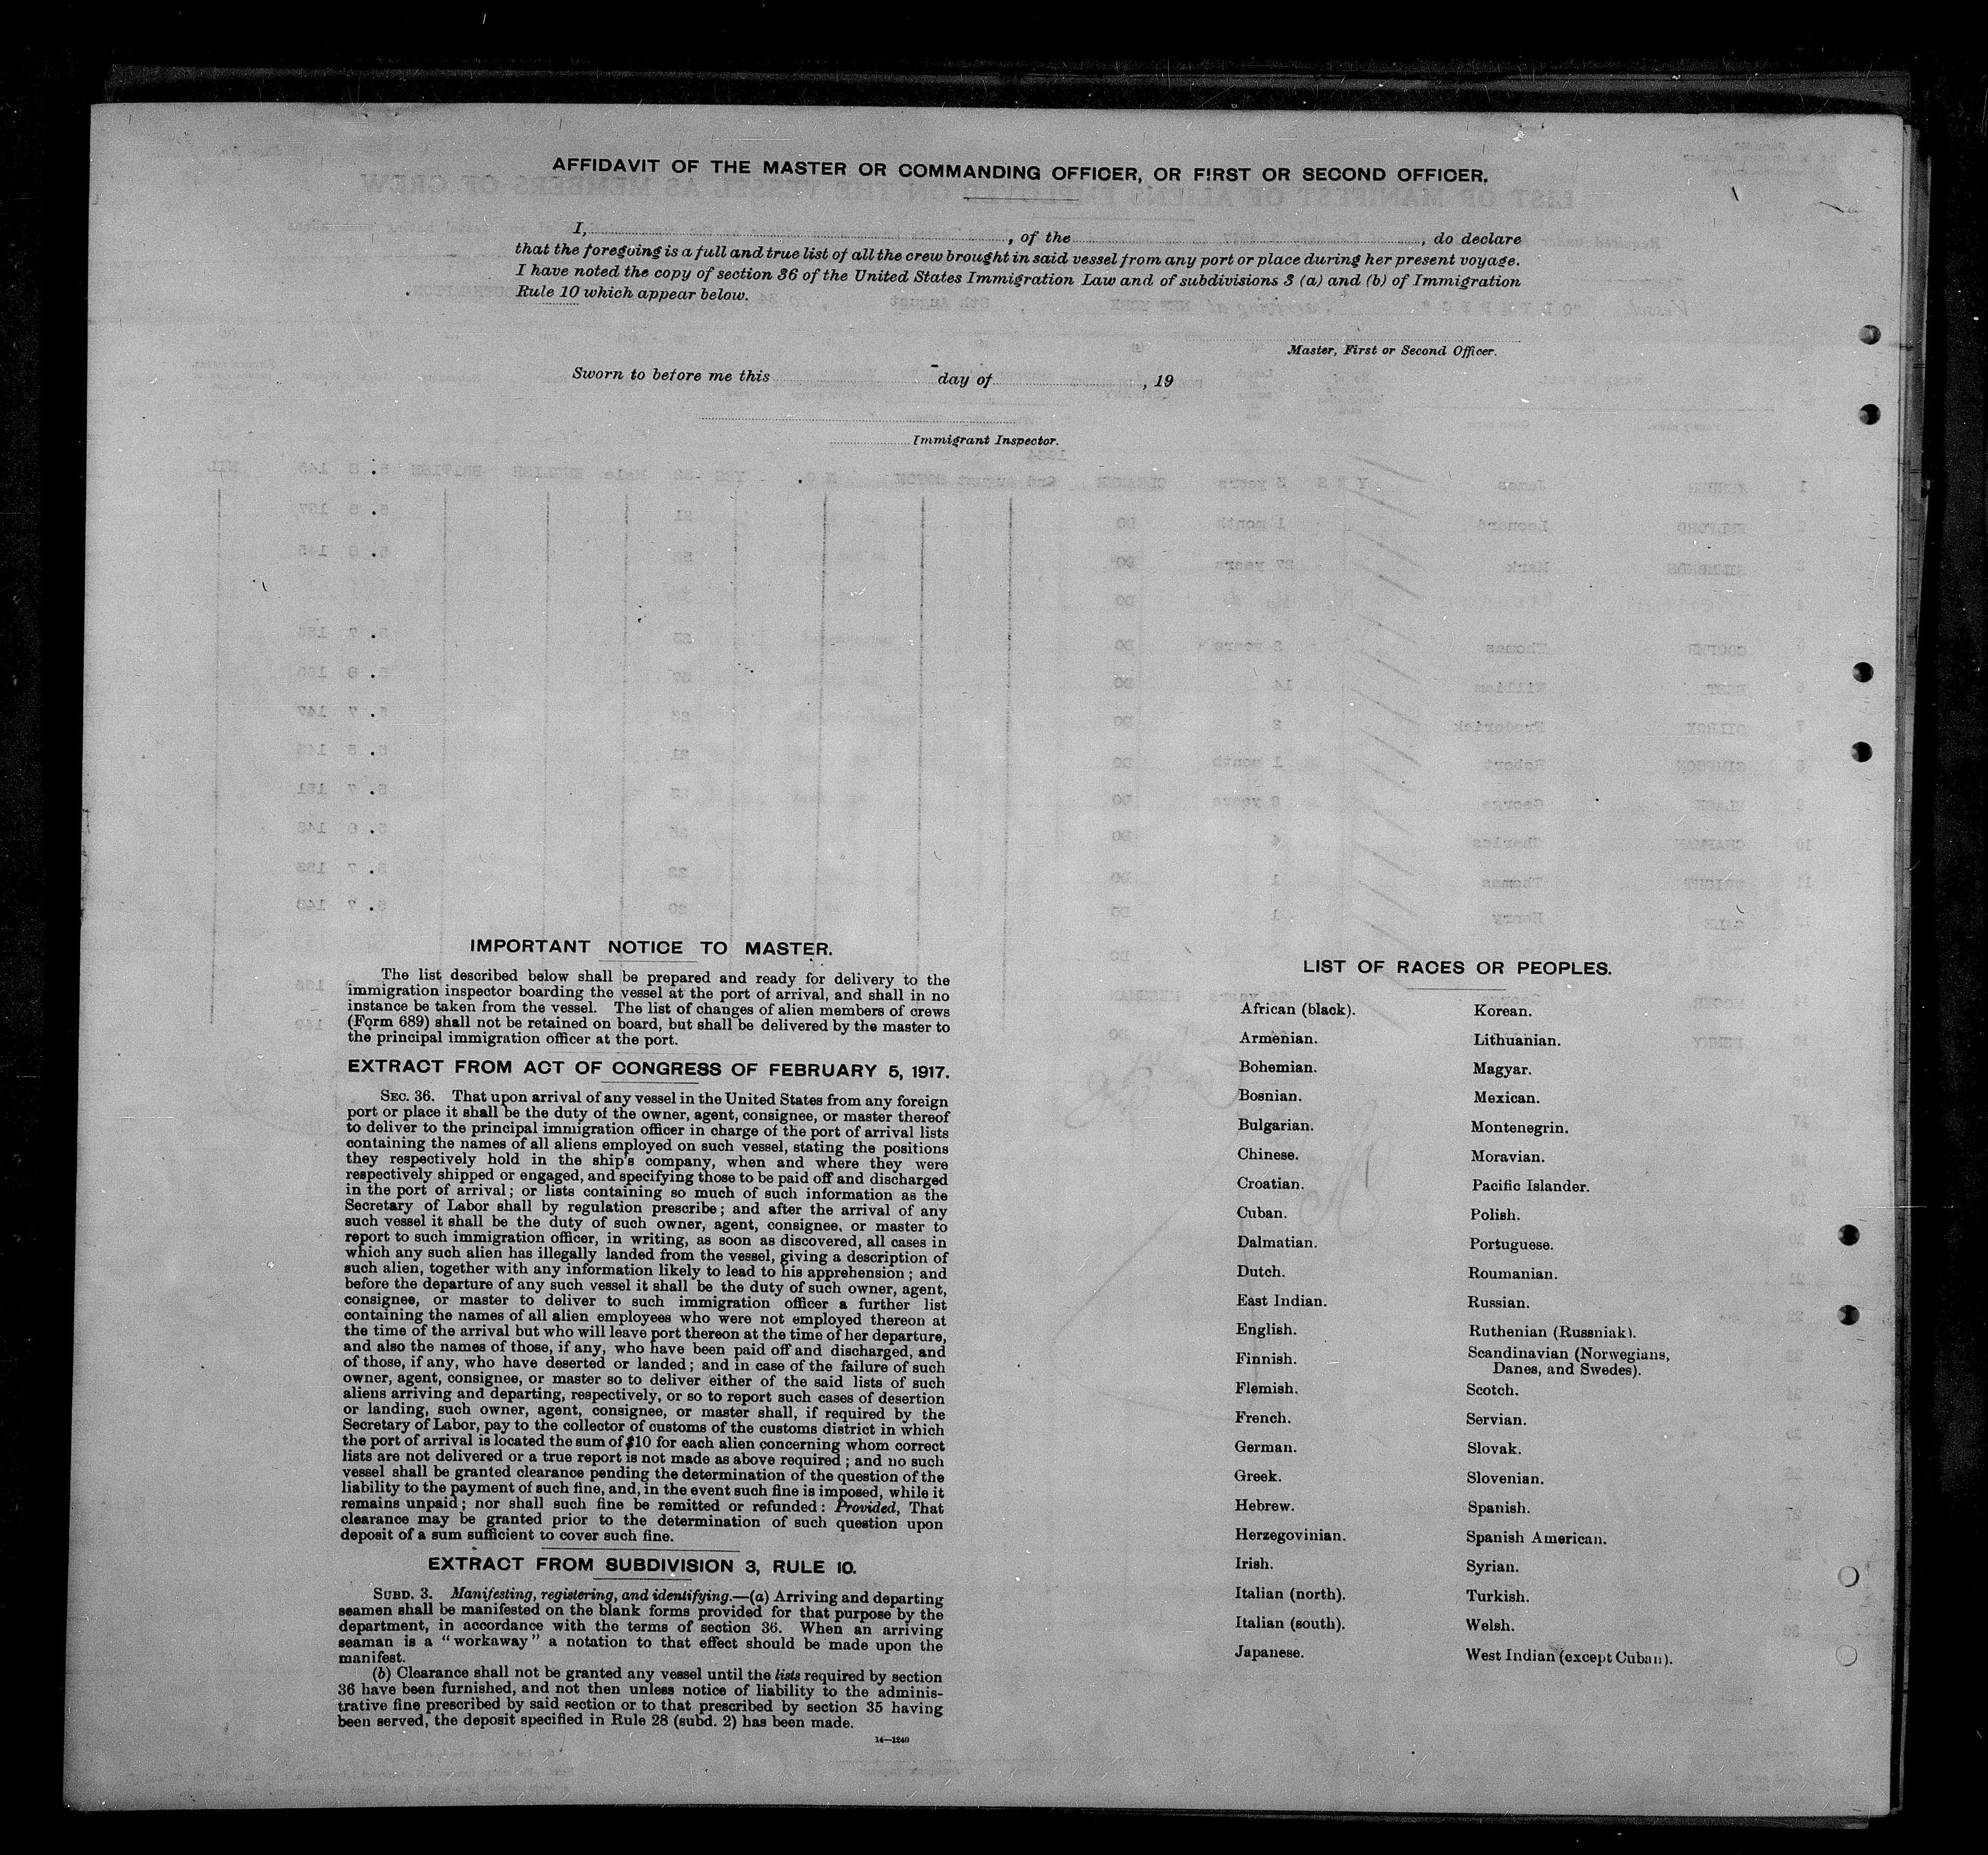 AFFIDAVIT OF THE MASTER OR COMMANDING OFFICER, OR FIRST OR SECOND OFFICER.
I, , of the , do declare
that the foregoing is a full and true list of all the crew brought in said vessel from any port or place during her present voyage.
I have noted the copy of section 36 of the United States Immigration Law and of subdivisions 3 (a) and (b) of Immigration
Rule 10 which appear below.
Master, First or Second Officer.
Sworn to before me this day of , 19
Immigrant Inspector.
IMPORTANT NOTICE TO MASTER.
The list described below shall be prepared and ready for delivery to the
immigration inspector boarding the vessel at the port of arrival, and shall in no
instance be taken from the vessel. The list of changes of alien members of crews
(Form 689) shall not be retained on board, but shall be delivered by the master to
the principal immigration officer at the port.
EXTRACT FROM ACT OF CONGRESS OF FEBRUARY 5, 1917.
SEC. 36. That upon arrival of any vessel in the United States from any foreign
port or place it shall be the duty of the owner, agent, consignee, or master thereof
to deliver to the principal immigration officer in charge of the port of arrival lists
containing the names of all aliens employed on such vessel, stating the positions
they respectively hold in the ship's company, when and where they were
respectively shipped or engaged, and specifying those to be paid off and discharged
in the port of arrival; or lists containing so much of such information as the
Secretary of Labor shall by regulation prescribe; and after the arrival of any
such vessel it shall be the duty of such owner, agent, consignee, or master to
report to such immigration officer, in writing, as soon as discovered, all cases in
which any such alien has illegally landed from the vessel, giving a description of
such alien, together with any information likely to lead to his apprehension; and
before the departure of any such vessel it shall be the duty of such owner, agent,
consignee, or master to deliver to such immigration officer a further list
containing the names of all alien employees who were not employed thereon at
the time of the arrival but who will leave port thereon at the time of her departure,
and also the names of those, if any, who have been paid off and discharged, and
of those, if any, who have deserted or landed; and in case of the failure of such
owner, agent, consignee, or master so to deliver either of the said lists of such
aliens arriving and departing, respectively, or so to report such cases of desertion
or landing, such owner, agent, consignee, or master shall, if required by the
Secretary of Labor, pay to the collector of customs of the customs district in which
the port of arrival is located the sum of $10 for each alien concerning whom correct
lists are not delivered or a true report is not made as above required; and no such
vessel shall be granted clearance pending the determination of the question of the
liability to the payment of such fine, and, in the event such fine is imposed, while it
remains unpaid; nor shall such fine be remitted or refunded: Provided, That
clearance may be granted prior to the determination of such question upon
deposit of a sum sufficient to cover such fine.
EXTRACT FROM SUBDIVISION 3, RULE 10.
SUBD. 3. Manifesting, registering, and identifying.—(a) Arriving and departing
seamen shall be manifested on the blank forms provided for that purpose by the
department, in accordance with the terms of section 36. When an arriving
seaman is a "workaway" a notation to that effect should be made upon the
manifest.
(b) Clearance shall not be granted any vessel until the lists required by section
36 have been furnished, and not then unless notice of liability to the adminis-
trative fine prescribed by said section or to that prescribed by section 35 having
been served, the deposit specified in Rule 28 (subd. 2) has been made.
14—1240
LIST OF RACES OR PEOPLES.
African (black).
Armenian.
Bohemian.
Bosnian.
Bulgarian.
Chinese.
Croatian.
Cuban.
Dalmatian.
Dutch.
East Indian.
English.
Finnish.
Flemish.
French.
German.
Greek.
Hebrew.
Herzegovinian.
Irish.
Italian (north).
Italian (south).
Japanese.
Korean.
Lithuanian.
Magyar.
Mexican.
Montenegrin.
Moravian.
Pacific Islander.
Polish.
Portuguese.
Roumanian.
Russian.
Ruthenian (Russniak).
Scandinavian (Norwegians,
Danes, and Swedes).
Scotch.
Servian.
Slovak.
Slovenian.
Spanish.
Spanish American.
Syrian.
Turkish.
Welsh.
West Indian (except Cuban).